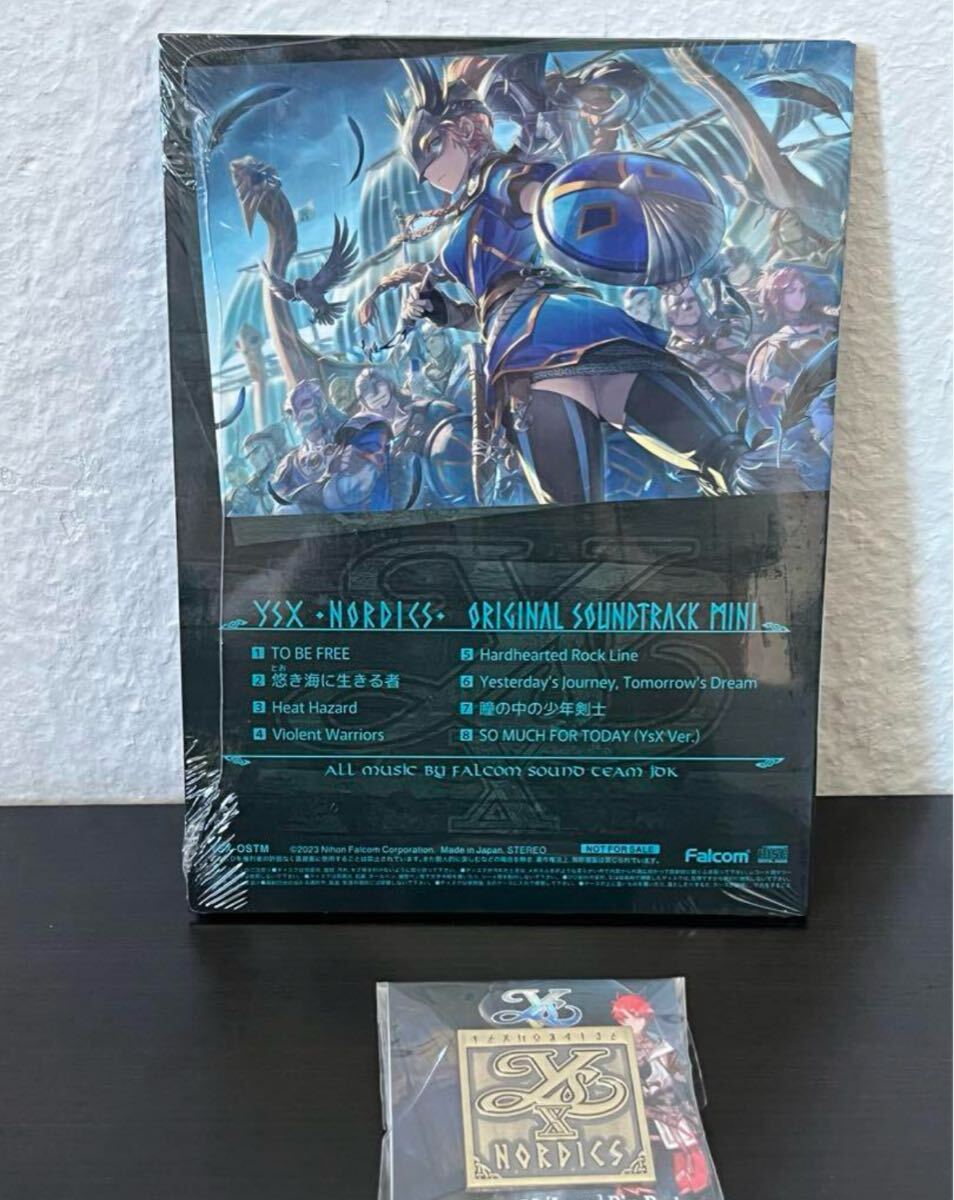 YSX •NORDICS• ORIGINAL SOUNDTRACK MINI
1 TO BE FREE
とお
2 悠き海に生きる者
3 Heat Hazard
4 Violent Warriors
5 Hardhearted Rock Line
6 Yesterday's Journey, Tomorrow's Dream
7 瞳の中の少年剣士
8 SO MUCH FOR TODAY (YsX Ver.)
ALL MUSIC BY FALCOM SOUND TEAM JDK
-OSTM ©2023 Nihon Falcom Corporation. Made in Japan. STEREO NOT FOR SALE
Falcom
Ys
Ys
X
NORDICS